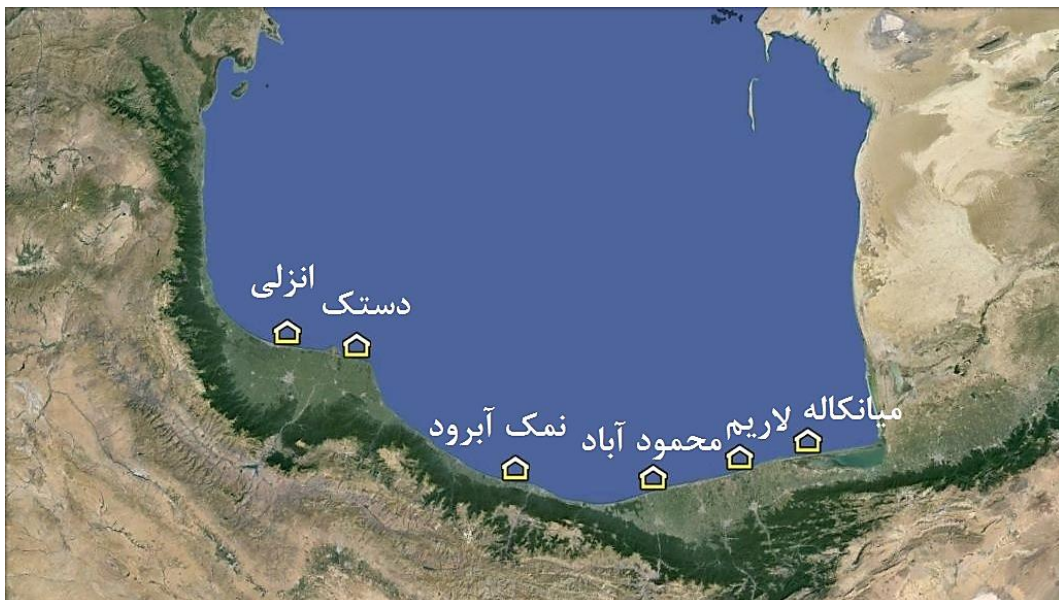 انزلی
دستک
نمک آبرود
محمود آباد
لاریم
میانکاله